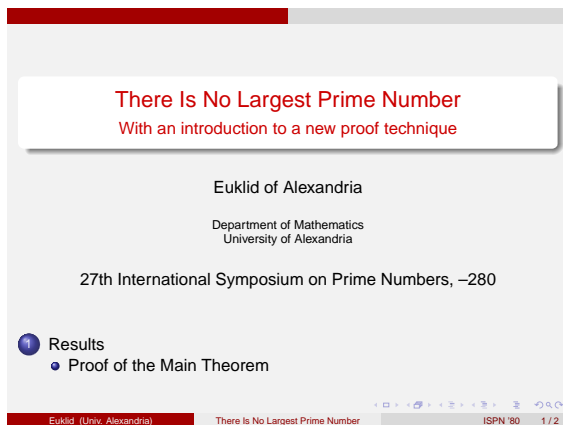 There Is No Largest Prime Number
With an introduction to a new proof technique
Euklid of Alexandria
Department of Mathematics
University of Alexandria
27th International Symposium on Prime Numbers, –280
1 Results
Proof of the Main Theorem
Euklid (Univ. Alexandria) There Is No Largest Prime Number ISPN '80 1 / 2